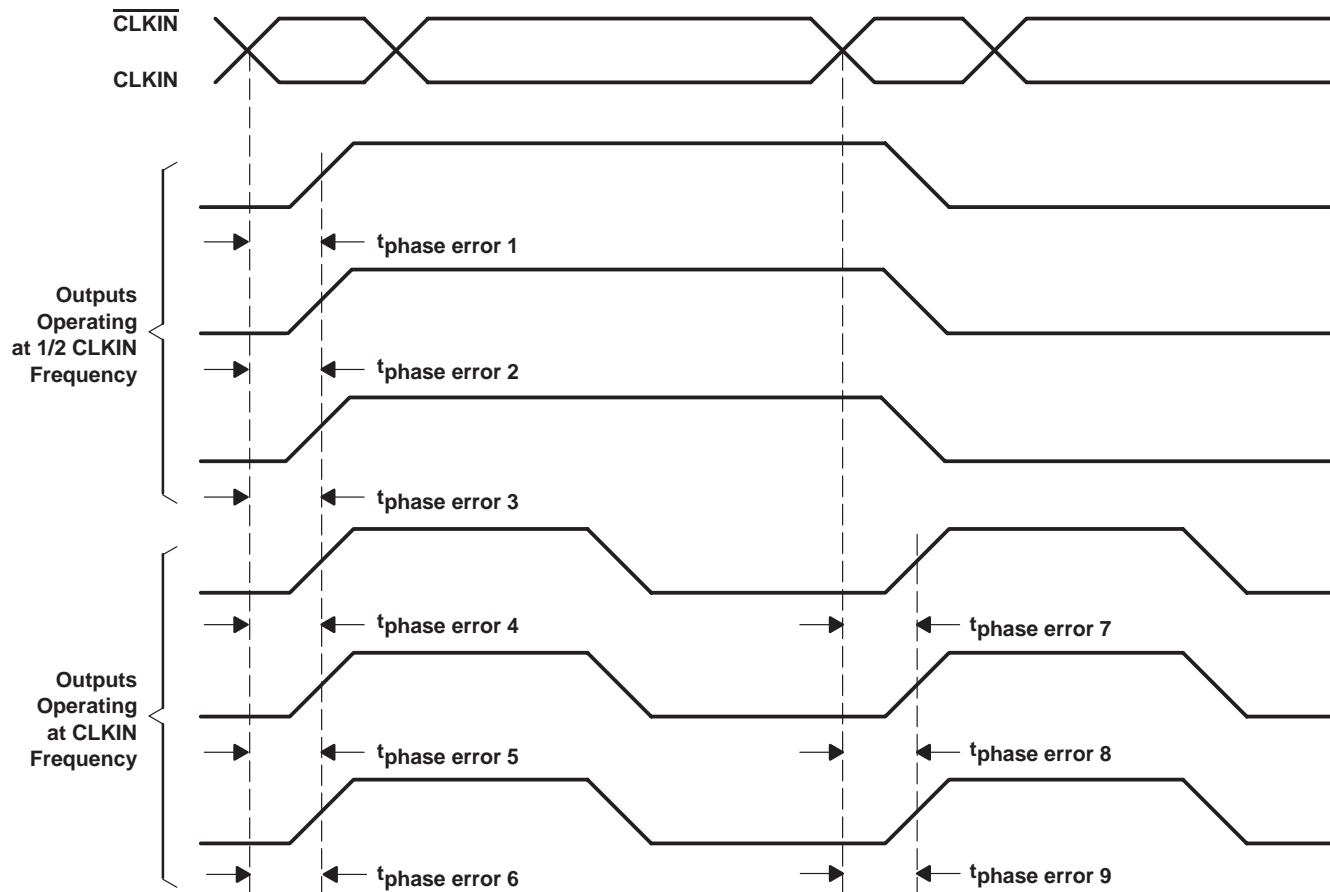 CLKIN
CLKIN
tphase error 1
Outputs
Operating
at 1/2 CLKIN
Frequency
tphase error 2
tphase error 3
tphase error 4
tphase error 7
Outputs
Operating
at CLKIN
Frequency
tphase error 5
tphase error 8
tphase error 6
tphase error 9